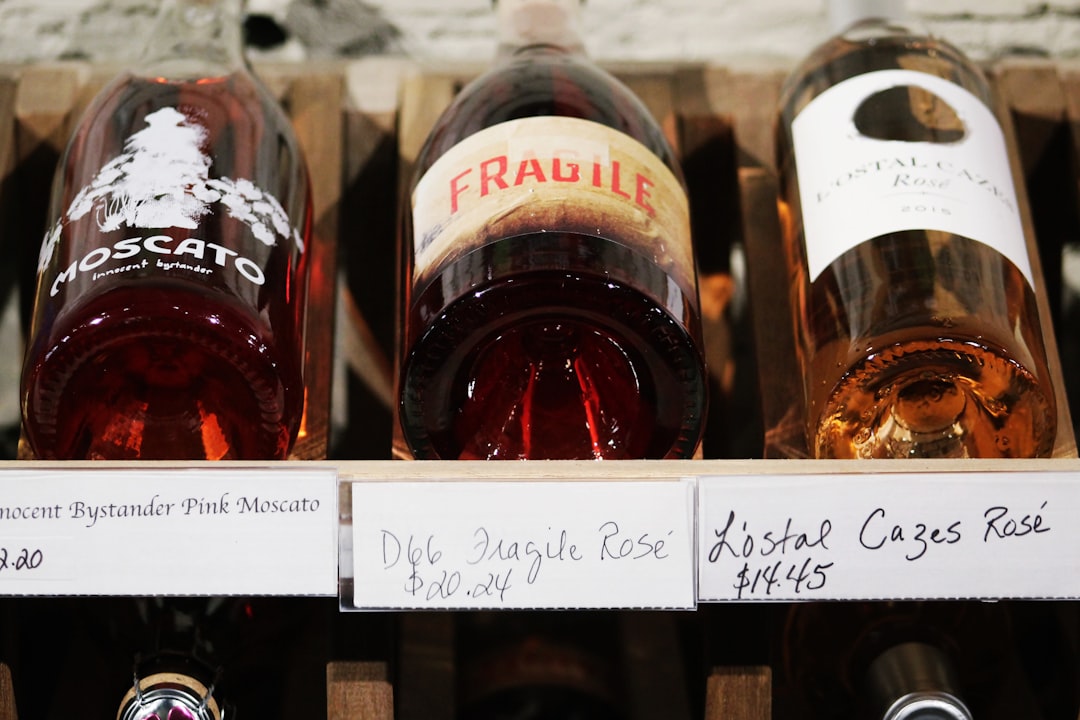 MOSCATO
innocent bystander
FRAGILE
L'OSTAL CAZES
Rosé
2015
nocent Bystander Pink Moscato
2.20
D66 Fragile Rosé
$20.24
L'ostal Cazes Rosé
$14.45